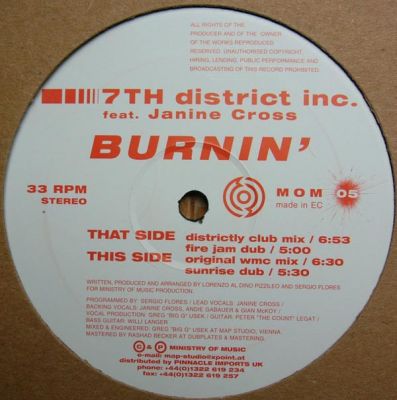 ALL RIGHTS OF THE
PRODUCER AND OF THE OWNER
OF THE WORKS REPRODUCED
RESERVED. UNAUTHORISED COPYRIGHT
HIRING, LENDING, PUBLIC PERFORMANCE AND
BROADCASTING OF THIS RECORD PROHIBITED.
7TH district inc.
feat. Janine Cross
BURNIN'
33 RPM
STEREO
MOM 05
made in EC
THAT SIDE districtly club mix / 6:53
fire jam dub / 5:00
THIS SIDE original wmc mix / 6:30
sunrise dub / 5:30
WRITTEN, PRODUCED AND ARRANGED BY LORENZO AL DINO PIZZLEO AND SERGIO FLORES
FOR MINISTRY OF MUSIC PRODUCTION.
PROGRAMMED BY: SERGIO FLORES / LEAD VOCALS: JANINE CROSS /
BACKING VOCALS: JANINE CROSS, ANDIE GABAUER & GIAN McKOY /
VOCAL PRODUCTION: GREG "BIG G" USEK / GUITAR: PETER "THE COUNT" LEGAT /
BASS GUITAR: WILLI LANGER
MIXED & ENGINEERED: GREG "BIG G" USEK AT MAP STUDIO, VIENNA.
MASTERED BY RASHAD BECKER AT DUBPLATES & MASTERING.
C & P MINISTRY OF MUSIC
e-mail: map-studio@xpoint.at
distributed by PINNACLE IMPORTS UK
phone: +44(0)1322 619 234
fax: +44(0)1322 619 257